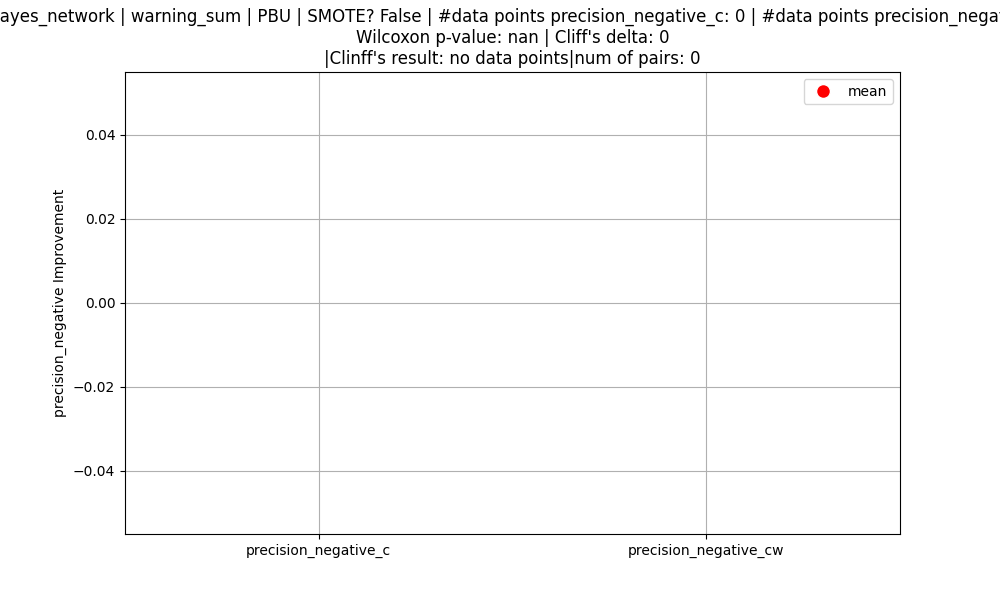 ayes_network | warning_sum | PBU | SMOTE? False | #data points precision_negative_c: 0 | #data points precision_nega
Wilcoxon p-value: nan | Cliff's delta: 0
|Clinff's result: no data points|num of pairs: 0
mean
0.04
0.02
0.00
−0.02
−0.04
precision_negative Improvement
precision_negative_c precision_negative_cw